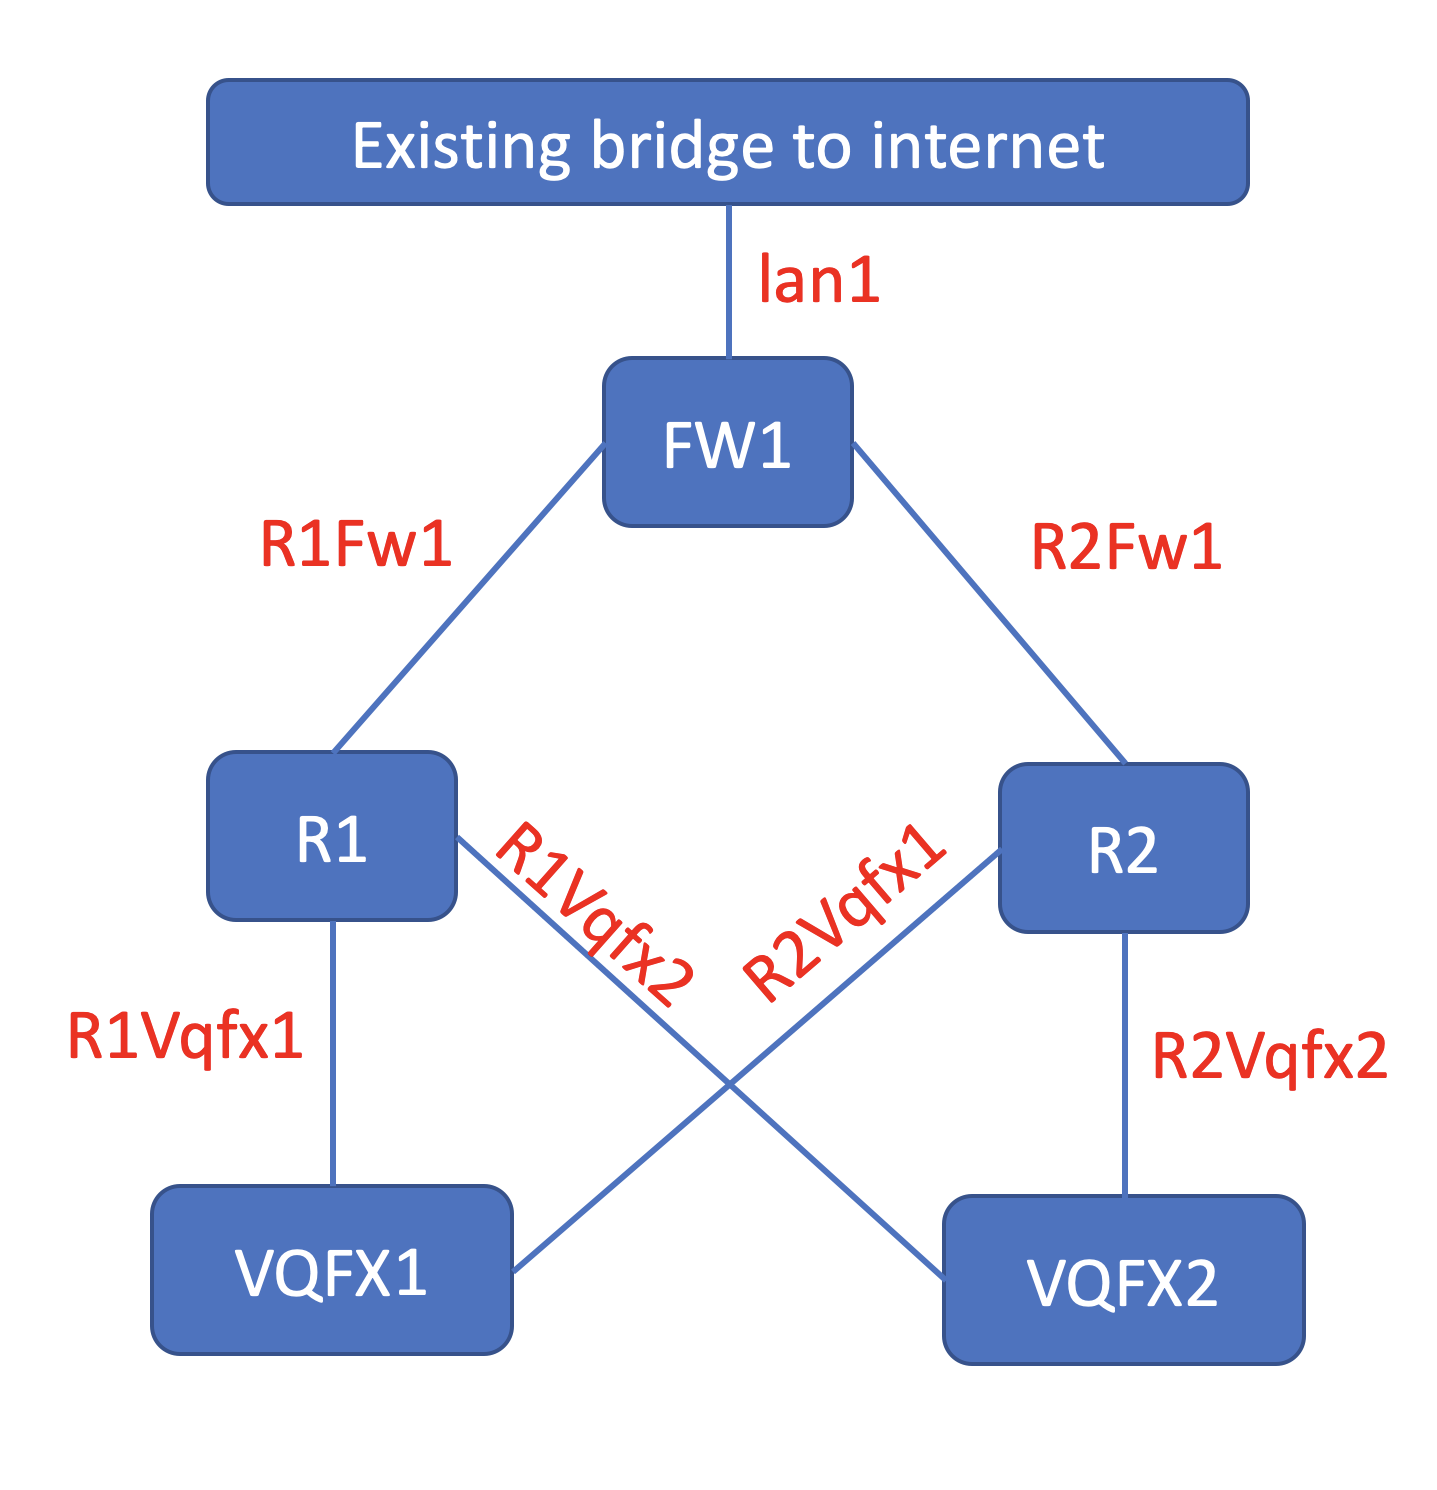 Existing bridge to internet
lan1
FW1
R1Fw1
R2Fw1
R1
R1Vqfx2
R2Vqfx1
R2
R1Vqfx1
R2Vqfx2
VQFX1
VQFX2